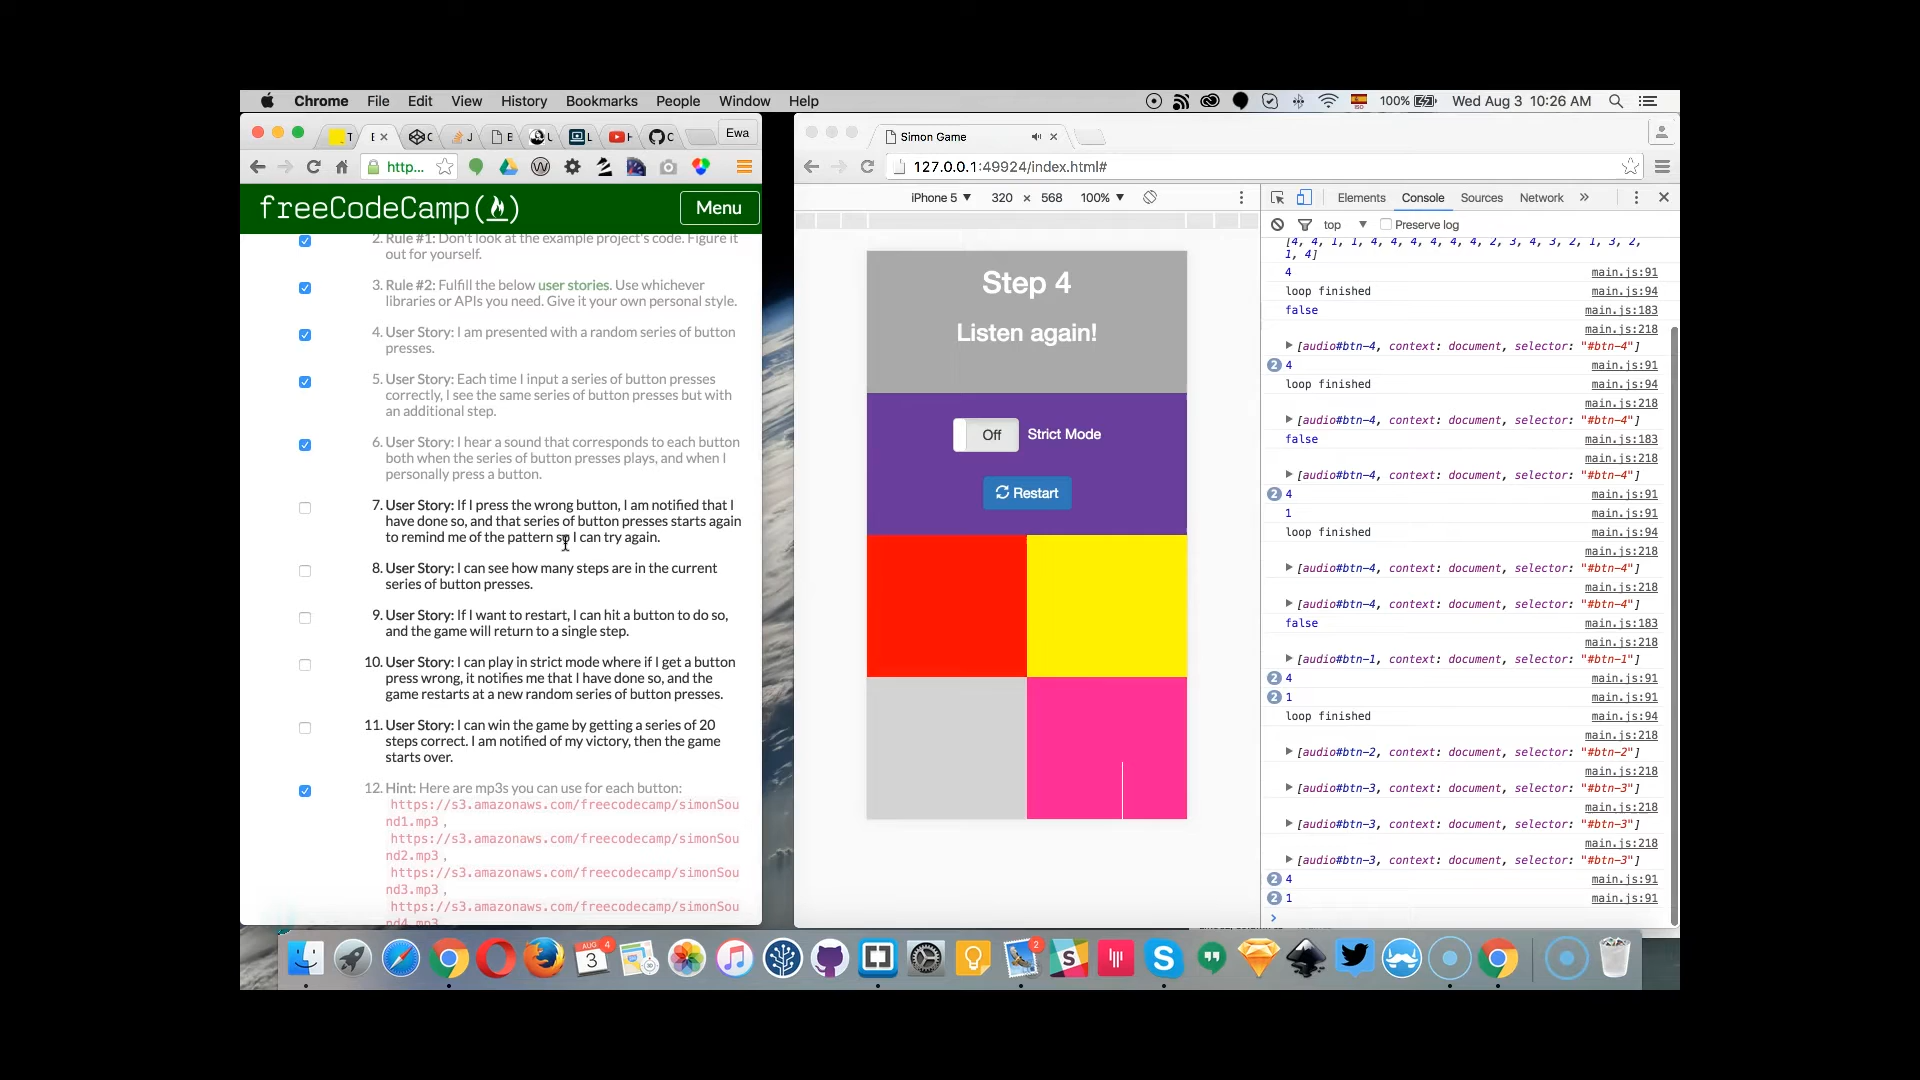 Chrome File Edit View History Bookmarks People Window Help
100% Wed Aug 3 10:26 AM
Ewa
http...
freeCodeCamp
Menu
2. Rule #1: Don't look at the example project's code. Figure it
out for yourself.
3. Rule #2: Fulfill the below user stories. Use whichever
libraries or APIs you need. Give it your own personal style.
4. User Story: I am presented with a random series of button
presses.
5. User Story: Each time I input a series of button presses
correctly, I see the same series of button presses but with
an additional step.
6. User Story: I hear a sound that corresponds to each button
both when the series of button presses plays, and when I
personally press a button.
7. User Story: If I press the wrong button, I am notified that I
have done so, and that series of button presses starts again
to remind me of the pattern so I can try again.
8. User Story: I can see how many steps are in the current
series of button presses.
9. User Story: If I want to restart, I can hit a button to do so,
and the game will return to a single step.
10. User Story: I can play in strict mode where if I get a button
press wrong, it notifies me that I have done so, and the
game restarts at a new random series of button presses.
11. User Story: I can win the game by getting a series of 20
steps correct. I am notified of my victory, then the game
starts over.
12. Hint: Here are mp3s you can use for each button:
https://s3.amazonaws.com/freecodecamp/simonSou
nd1.mp3 ,
https://s3.amazonaws.com/freecodecamp/simonSou
nd2.mp3 ,
https://s3.amazonaws.com/freecodecamp/simonSou
nd3.mp3 ,
https://s3.amazonaws.com/freecodecamp/simonSou
nd4.mp3
Simon Game
127.0.0.1:49924/index.html#
iPhone 5 320 × 568 100%
Step 4
Listen again!
Off Strict Mode
Restart
Elements Console Sources Network »
top Preserve log
[4, 4, 1, 1, 4, 4, 4, 4, 4, 4, 2, 3, 4, 3, 2, 1, 3, 2,
1, 4]
4 main.js:91
loop finished main.js:94
false main.js:183
main.js:218
[audio#btn-4, context: document, selector: "#btn-4"]
2 4 main.js:91
loop finished main.js:94
main.js:218
[audio#btn-4, context: document, selector: "#btn-4"]
false main.js:183
main.js:218
[audio#btn-4, context: document, selector: "#btn-4"]
2 4 main.js:91
1 main.js:91
loop finished main.js:94
main.js:218
[audio#btn-4, context: document, selector: "#btn-4"]
main.js:218
[audio#btn-4, context: document, selector: "#btn-4"]
false main.js:183
main.js:218
[audio#btn-1, context: document, selector: "#btn-1"]
2 4 main.js:91
2 1 main.js:91
loop finished main.js:94
main.js:218
[audio#btn-2, context: document, selector: "#btn-2"]
main.js:218
[audio#btn-3, context: document, selector: "#btn-3"]
main.js:218
[audio#btn-3, context: document, selector: "#btn-3"]
main.js:218
[audio#btn-3, context: document, selector: "#btn-3"]
2 4 main.js:91
2 1 main.js:91
AUG 3
4
2